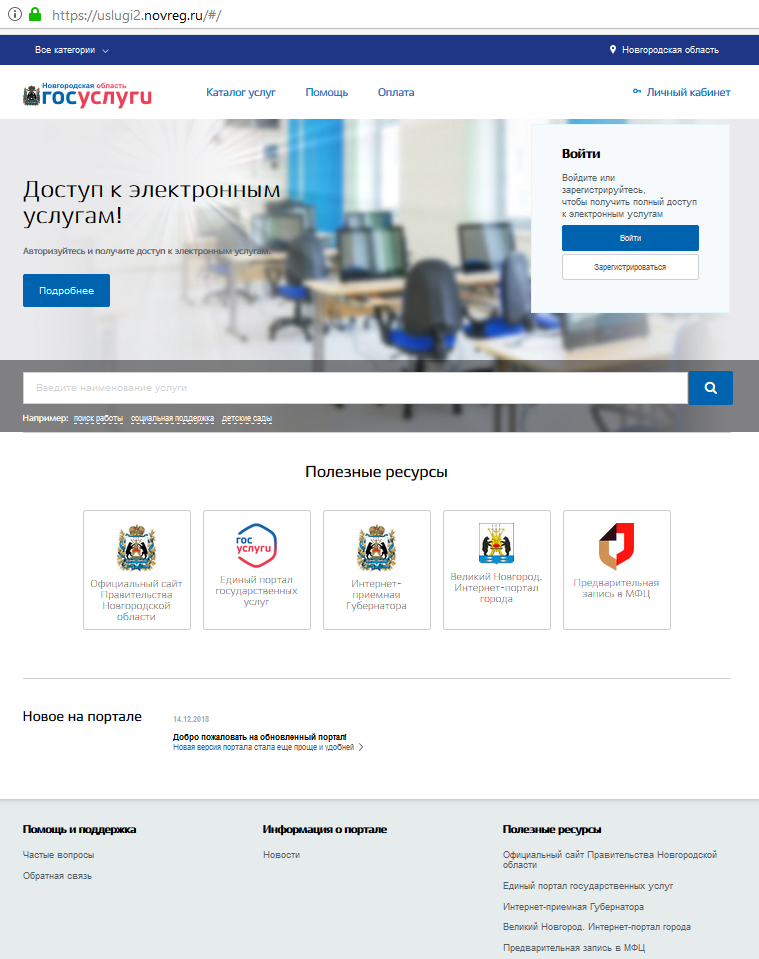 https://uslugi2.novreg.ru/#/
Все категории
Новгородская область
Новгородская область
госуслуги
Каталог услуг
Помощь
Оплата
Личный кабинет
Доступ к электронным
услугам!
Авторизуйтесь и получите доступ к электронным услугам.
Подробнее
Войти
Войдите или
зарегистрируйтесь,
чтобы получить полный доступ
к электронным услугам
Войти
Зарегистрироваться
Введите наименование услуги
Например: поиск работы социальная поддержка детские сады
Полезные ресурсы
Официальный сайт
Правительства
Новгородской
области
гос
услуги
Единый портал
государственных
услуг
Интернет-
приемная
Губернатора
Великий Новгород.
Интернет-портал
города
Предварительная
запись в МФЦ
Новое на портале
14.12.2018
Добро пожаловать на обновленный портал!
Новая версия портала стала еще проще и удобней
Помощь и поддержка
Частые вопросы
Обратная связь
Информация о портале
Новости
Полезные ресурсы
Официальный сайт Правительства Новгородской
области
Единый портал государственных услуг
Интернет-приемная Губернатора
Великий Новгород. Интернет-портал города
Предварительная запись в МФЦ